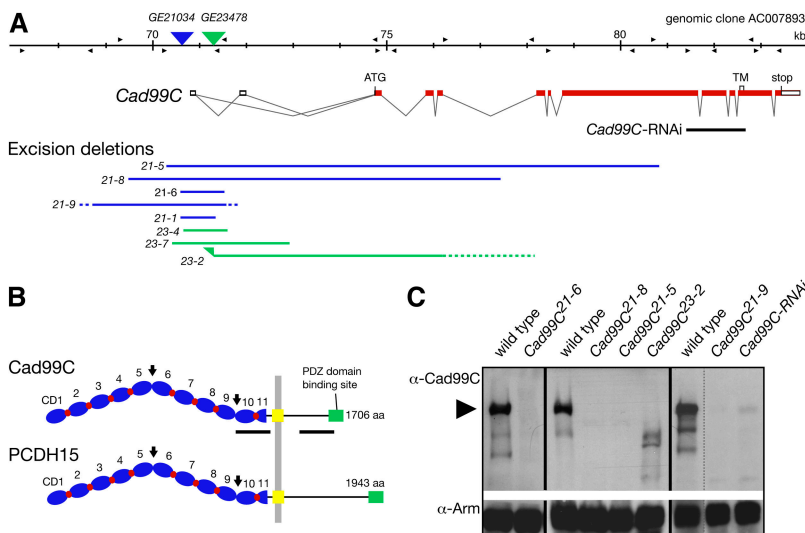 A
GE21034 GE23478 genomic clone AC007893
70 75 80 kb
Cad99C ATG TM stop
Cad99C-RNAi
Excision deletions
21-5
21-8
21-6
21-9
21-1
23-4
23-7
23-2
B
Cad99C
CD1 2 3 4 5 6 7 8 9 10 11
PDZ domain
binding site
1706 aa
PCDH15
CD1 2 3 4 5 6 7 8 9 10 11
1943 aa
C
wild type Cad99C21-6 wild type Cad99C21-8 Cad99C21-5 Cad99C23-2 wild type Cad99C21-9 Cad99C-RNAi
α-Cad99C
α-Arm